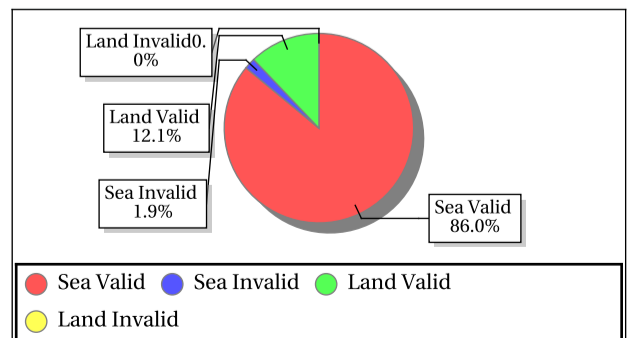 Land Invalid0.
0%
Land Valid
12.1%
Sea Invalid
1.9%
Sea Valid
86.0%
Sea Valid
Sea Invalid
Land Valid
Land Invalid